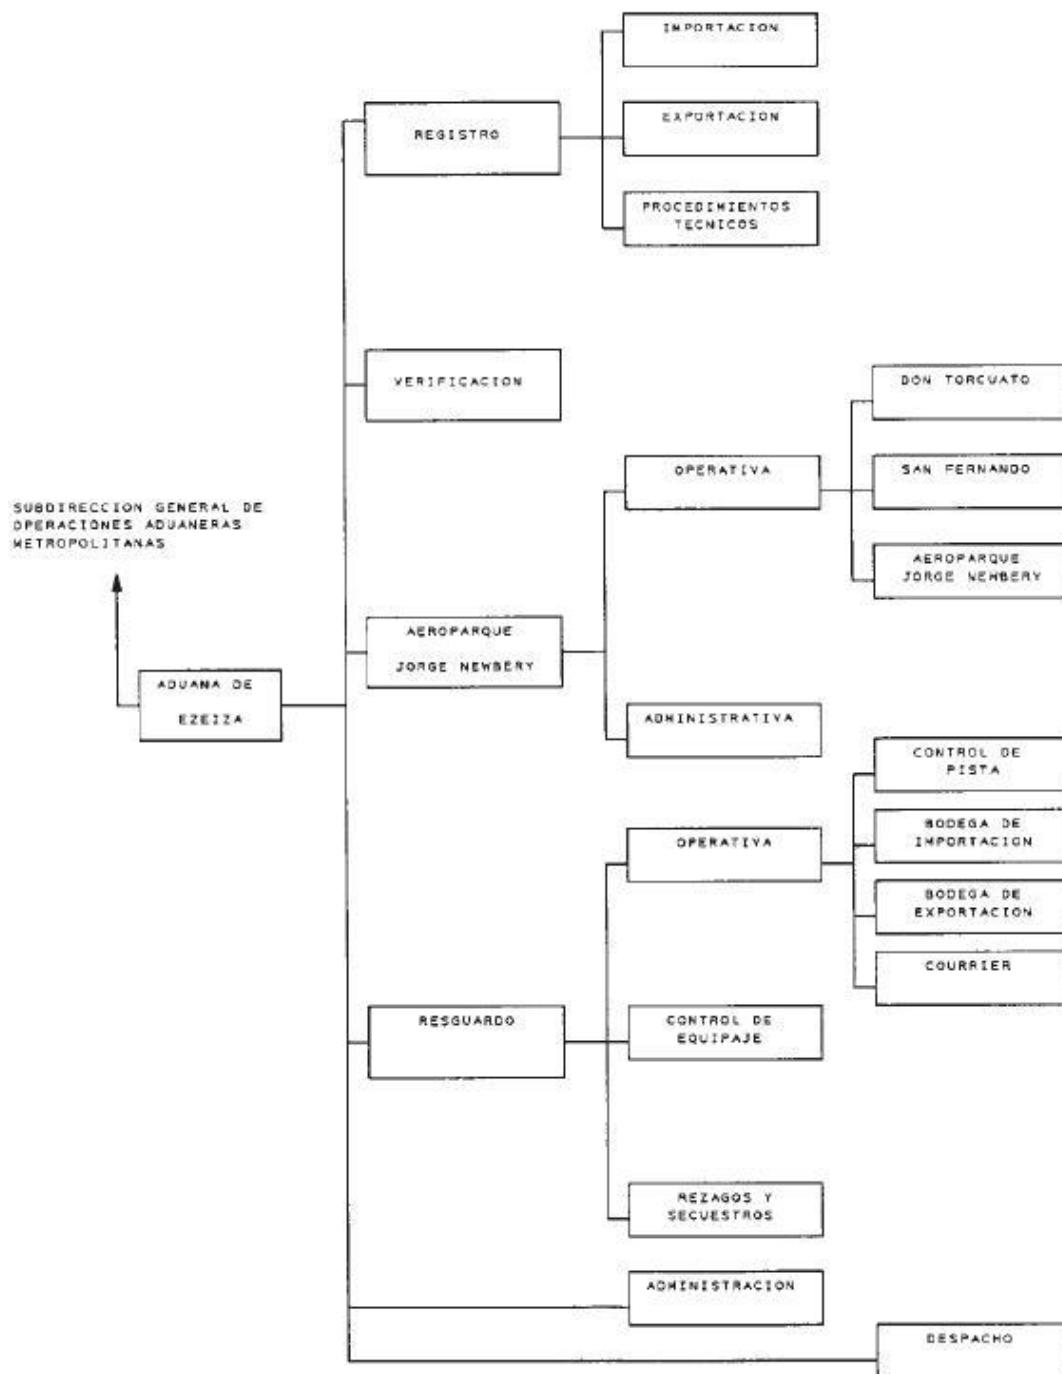 IMPORTACION
EXPORTACION
REGISTRO
PROCEDIMIENTOS
TECNICOS
VERIFICACION
DON TORCUATO
OPERATIVA
SAN FERNANDO
SUBDIRECCION GENERAL DE
OPERACIONES ADUANERAS
METROPOLITANAS
AEROPARQUE
JORGE NEWBERY
AEROPARQUE
JORGE NEWBERY
ADUANA DE
EZEIZA
ADMINISTRATIVA
CONTROL DE
PISTA
OPERATIVA
BODEGA DE
IMPORTACION
BODEGA DE
EXPORTACION
COURRIER
RESGUARDO
CONTROL DE
EQUIPAJE
REZAGOS Y
SECUESTROS
ADMINISTRACION
DESPACHO